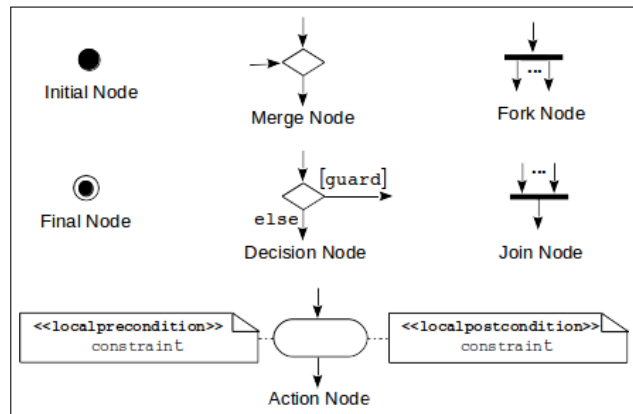 Initial Node
Merge Node
...
Fork Node
Final Node
[guard]
else
Decision Node
...
Join Node
<<localprecondition>>
constraint
<<localpostcondition>>
constraint
Action Node